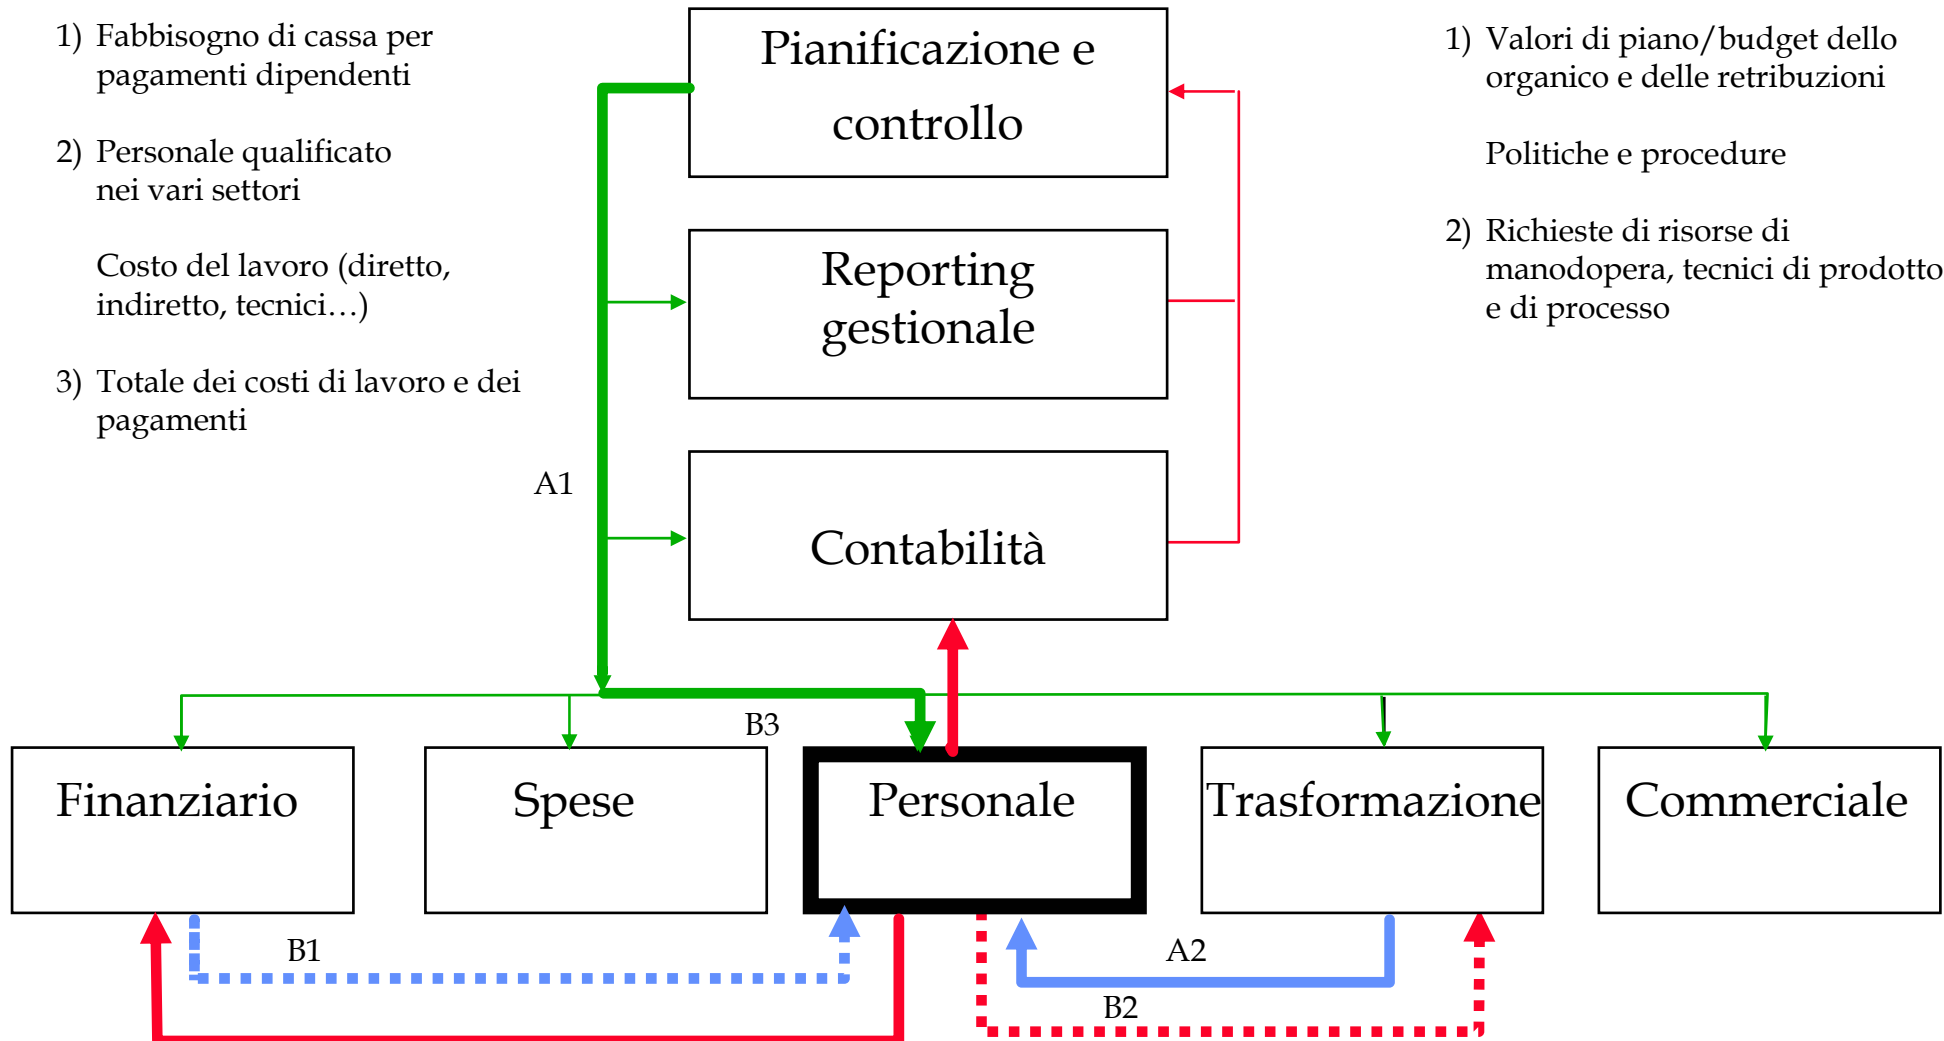 1) Fabbisogno di cassa per
pagamenti dipendenti
2) Personale qualificato
nei vari settori
Costo del lavoro (diretto,
indiretto, tecnici…)
3) Totale dei costi di lavoro e dei
pagamenti
Pianificazione e
controllo
1) Valori di piano/budget dello
organico e delle retribuzioni
Politiche e procedure
2) Richieste di risorse di
manodopera, tecnici di prodotto
e di processo
Reporting
gestionale
A1
Contabilità
B3
Finanziario
Spese
Personale
Trasformazione
Commerciale
B1
A2
B2